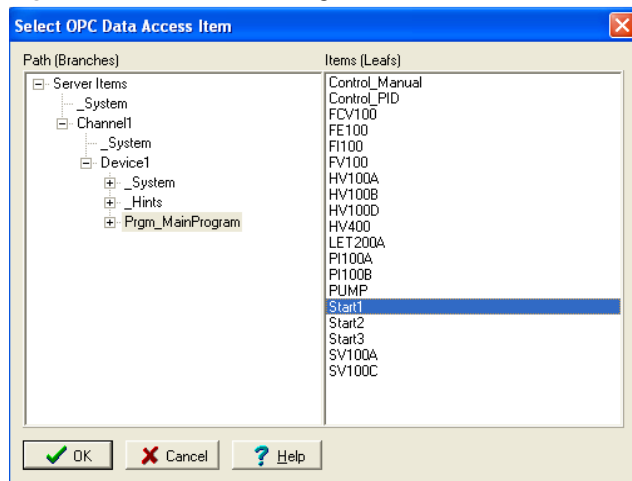 Select OPC Data Access Item
Path (Branches)
Server Items
_System
Channel1
_System
Device1
_System
_Hints
Prgm_MainProgram
Items (Leafs)
Control_Manual
Control_PID
FCV100
FE100
FI100
FV100
HV100A
HV100B
HV100D
HV400
LET200A
PI100A
PI100B
PUMP
Start1
Start2
Start3
SV100A
SV100C
OK
Cancel
Help